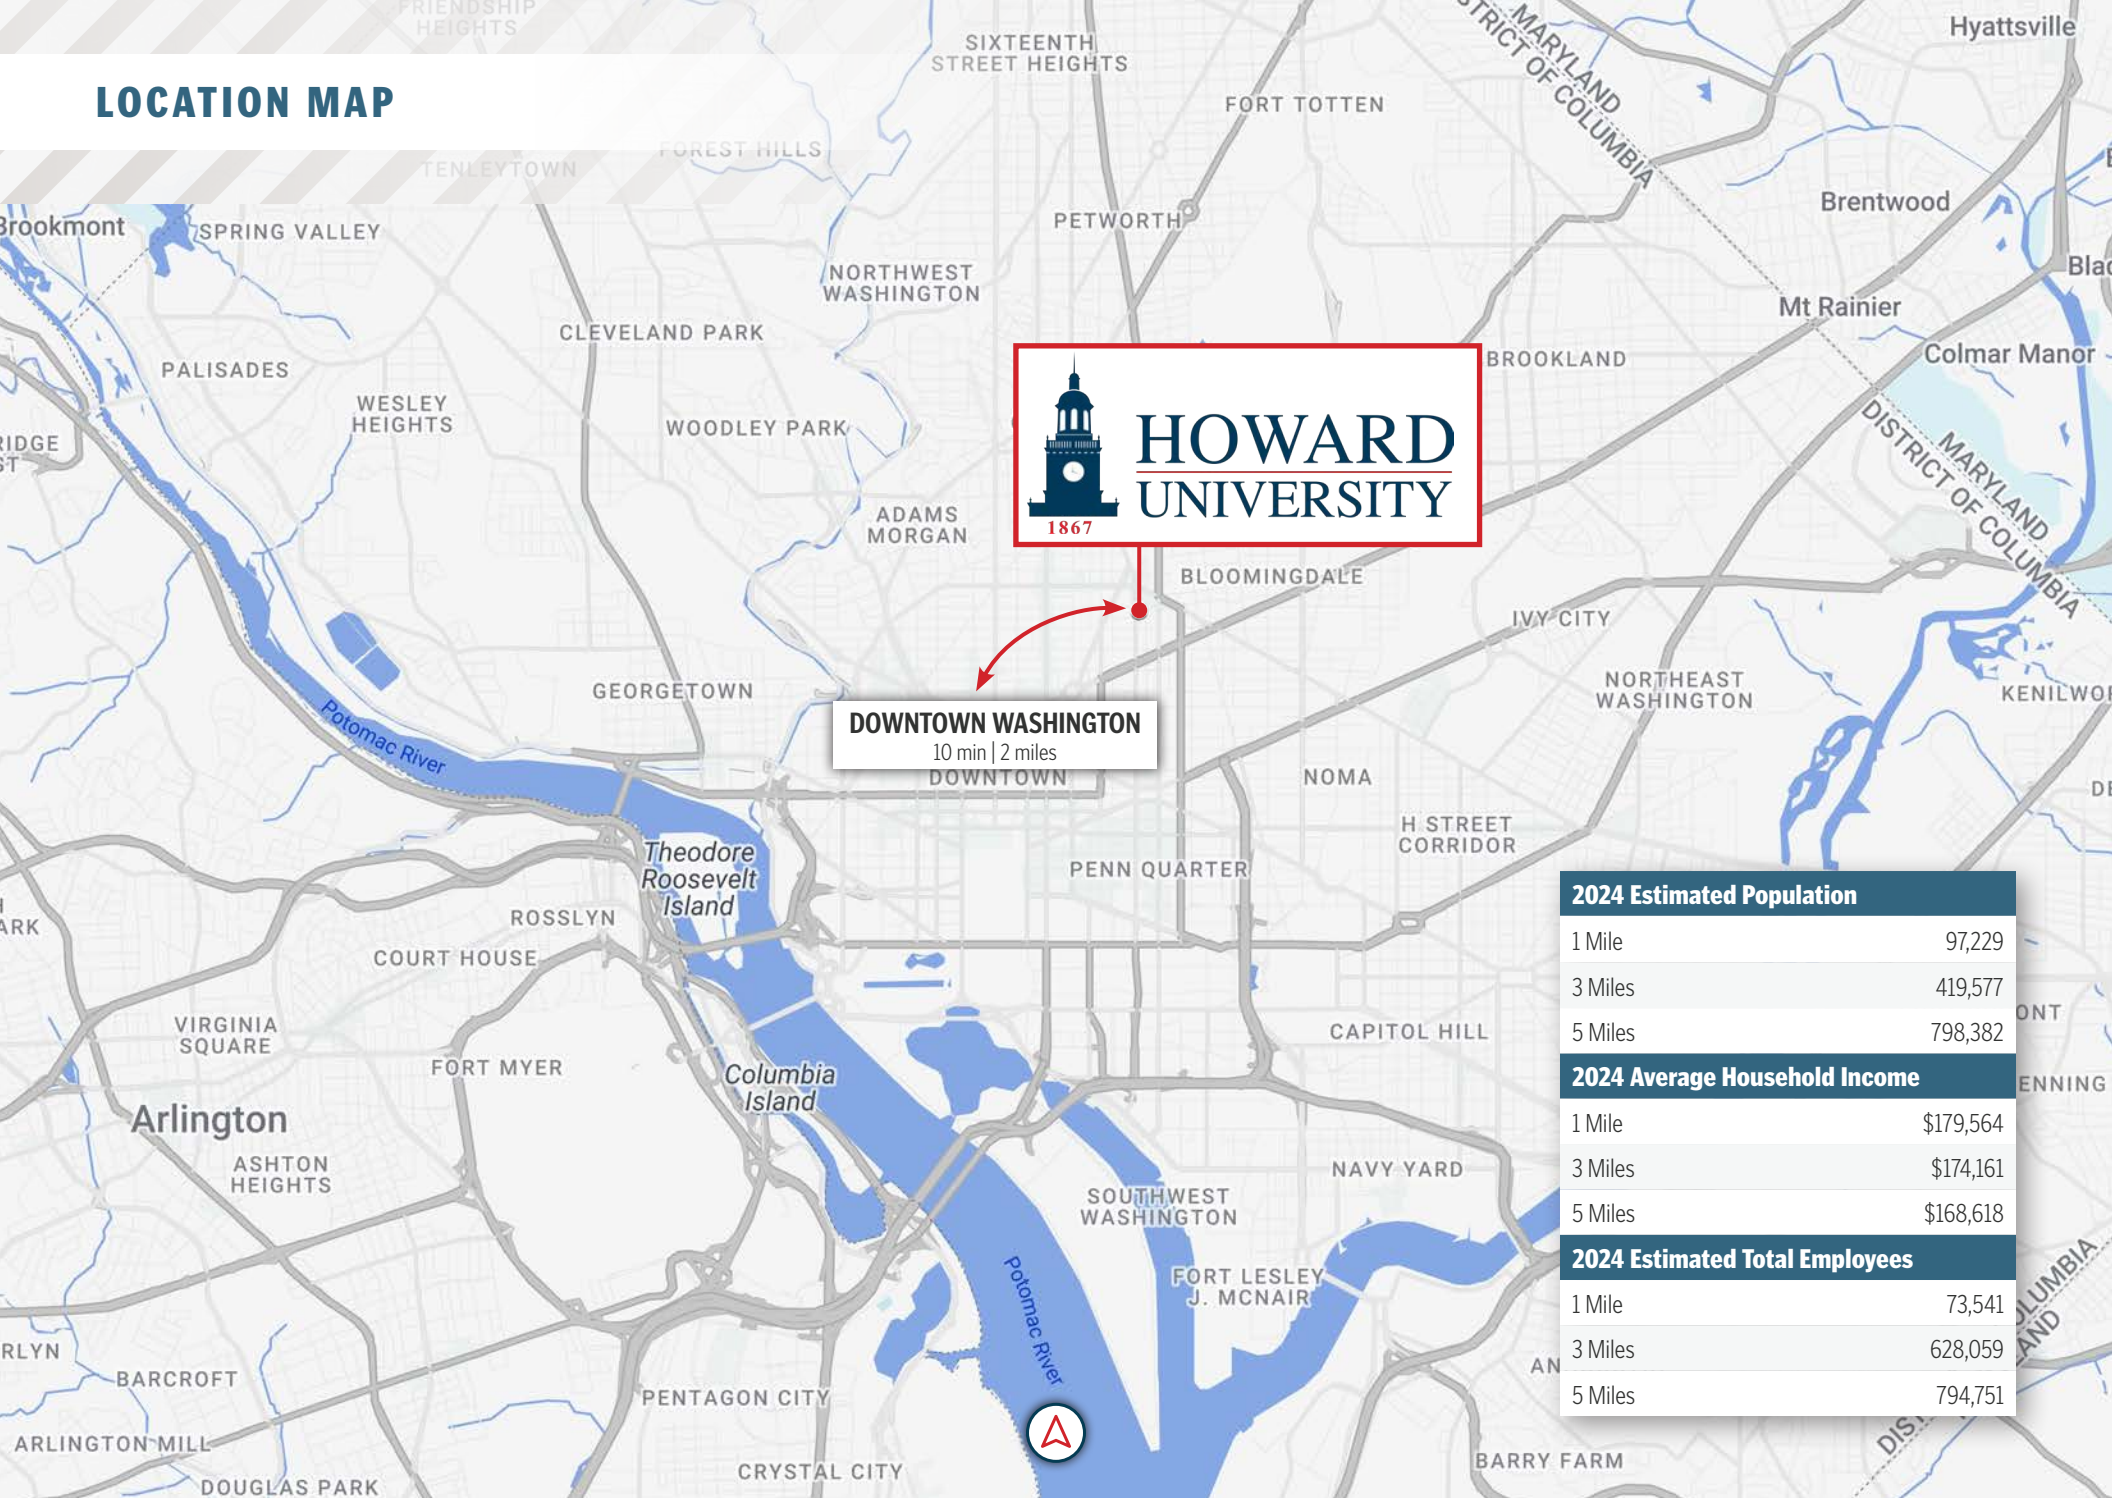 FRIENDSHIP
HEIGHTS
LOCATION MAP
SIXTEENTH
STREET HEIGHTS
FORT TOTTEN
MARYLAND
DISTRICT OF COLUMBIA
Hyattsville
FOREST HILLS
TENLEYTOWN
Brookmont
SPRING VALLEY
PETWORTH
Brentwood
NORTHWEST
WASHINGTON
Mt Rainier
CLEVELAND PARK
PALISADES
BROOKLAND
Colmar Manor
WESLEY
HEIGHTS
WOODLEY PARK
HOWARD
UNIVERSITY
1867
MARYLAND
DISTRICT OF COLUMBIA
ADAMS
MORGAN
BLOOMINGDALE
IVY CITY
GEORGETOWN
NORTHEAST
WASHINGTON
Potomac River
DOWNTOWN WASHINGTON
10 min | 2 miles
DOWNTOWN
NOMA
H STREET
CORRIDOR
Theodore
Roosevelt
Island
PENN QUARTER
ROSSLYN
COURT HOUSE
VIRGINIA
SQUARE
FORT MYER
CAPITOL HILL
Columbia
Island
Arlington
ASHTON
HEIGHTS
NAVY YARD
SOUTHWEST
WASHINGTON
FORT LESLEY
J. MCNAIR
Potomac River
BARCROFT
PENTAGON CITY
ARLINGTON MILL
DOUGLAS PARK
CRYSTAL CITY
BARRY FARM
2024 Estimated Population
1 Mile 97,229
3 Miles 419,577
5 Miles 798,382
2024 Average Household Income
1 Mile $179,564
3 Miles $174,161
5 Miles $168,618
2024 Estimated Total Employees
1 Mile 73,541
3 Miles 628,059
5 Miles 794,751